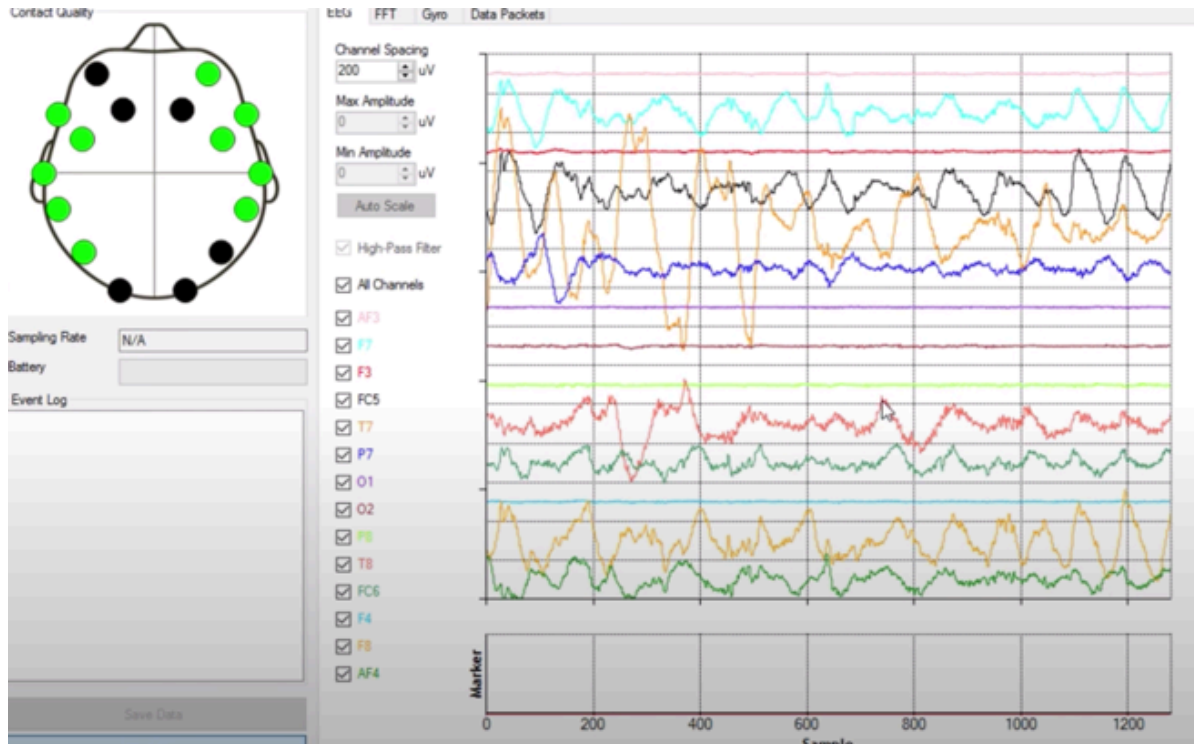 Contact Quality
EEG FFT Gyro Data Packets
Channel Spacing
200 uV
Max Amplitude
0 uV
Min Amplitude
0 uV
Auto Scale
High-Pass Filter
All Channels
AF3
F7
F3
FC5
T7
P7
O1
O2
P8
T8
FC6
F4
F8
AF4
Sampling Rate N/A
Battery
Event Log
Save Data
Marker
0 200 400 600 800 1000 1200
Sample